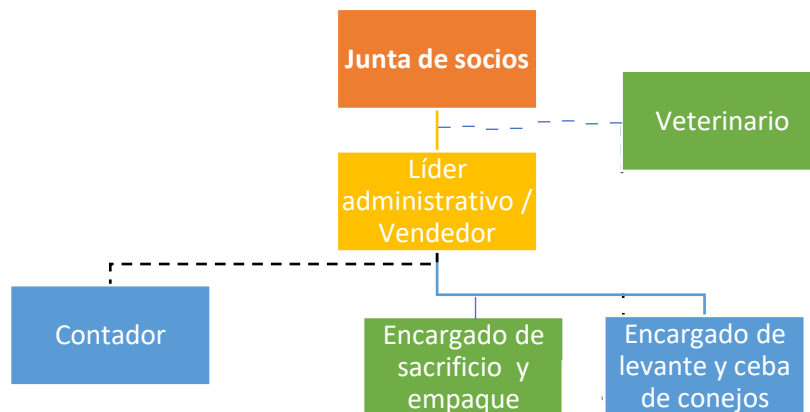 Junta de socios
Veterinario
Líder
administrativo /
Vendedor
Contador
Encargado de
sacrificio y
empaque
Encargado de
levante y ceba
de conejos